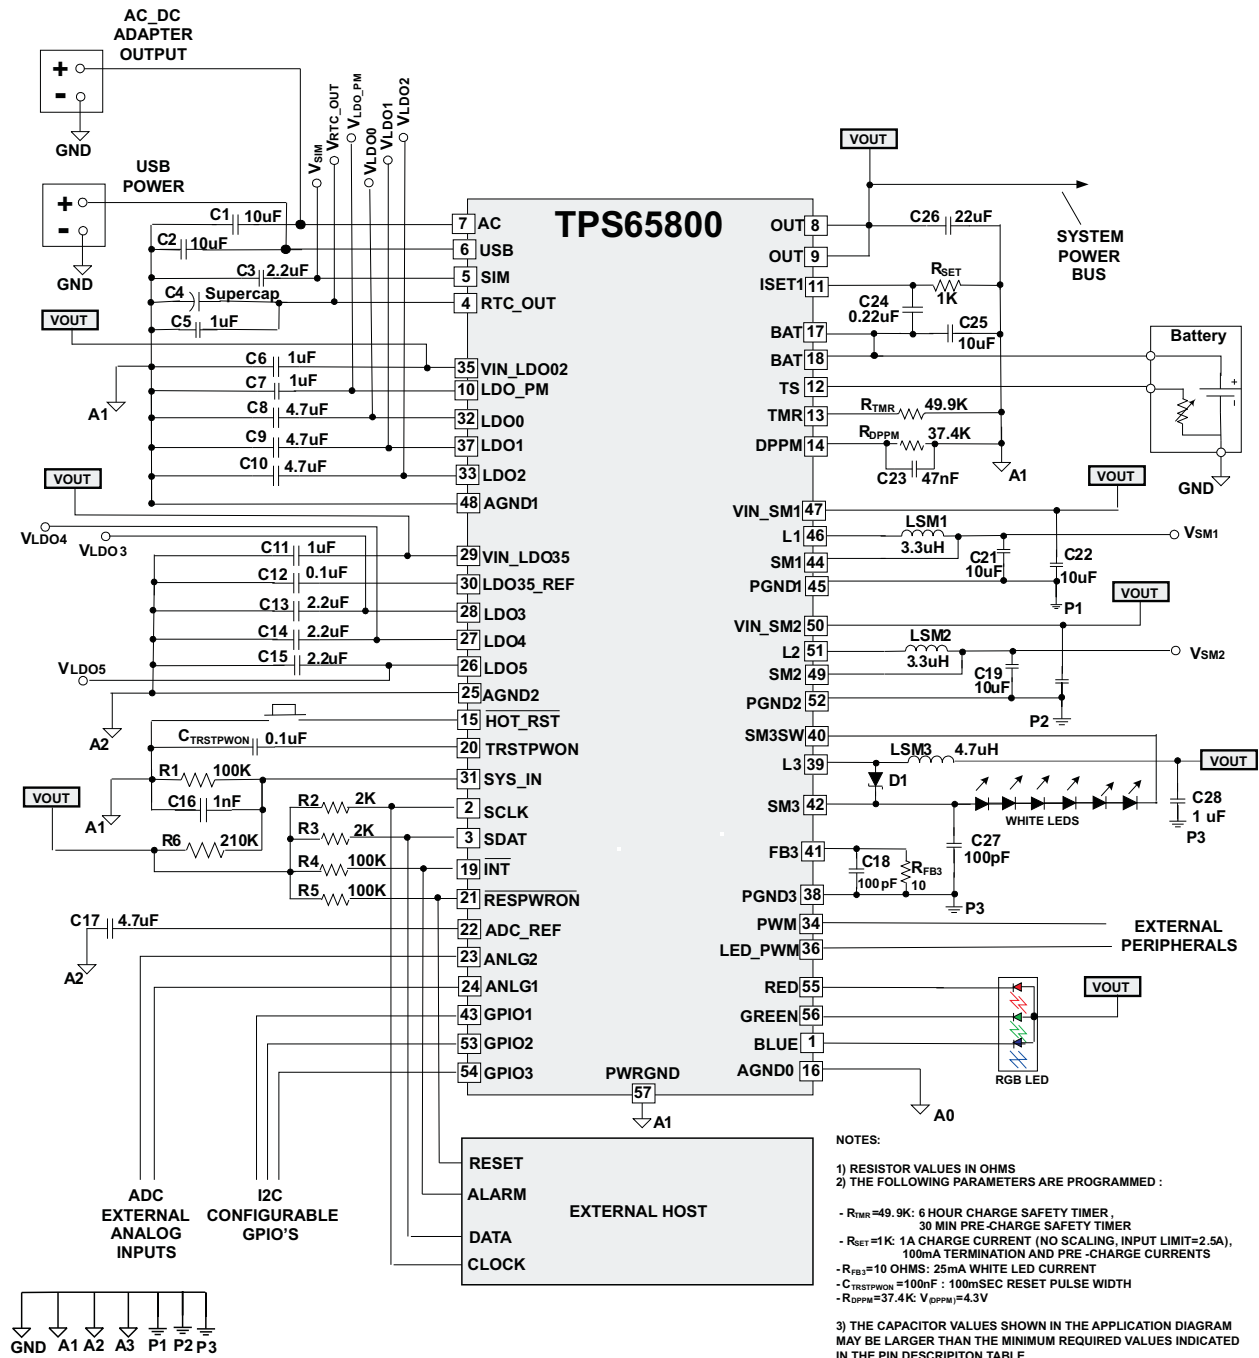 AC_DC
ADAPTER
OUTPUT
+
-
GND
USB
POWER
+
-
GND
VSIM
VRTC_OUT
VLDO_PM
VLDO0
VLDO1
VLDO2
C1 10uF
C2 10uF
C3 2.2uF
C4 Supercap
C5 1uF
VOUT
C6 1uF
C7 1uF
A1
C8 4.7uF
C9 4.7uF
C10 4.7uF
VOUT
VLDO4
VLDO3
C11 1uF
C12 0.1uF
C13 2.2uF
C14 2.2uF
C15 2.2uF
VLDO5
A2
CTRSTPWON 0.1uF
R1 100K
C16 1nF
VOUT
A1
R6 210K
R2 2K
R3 2K
R4 100K
R5 100K
C17 4.7uF
A2
TPS65800
7 AC
6 USB
5 SIM
4 RTC_OUT
35 VIN_LDO02
10 LDO_PM
32 LDO0
37 LDO1
33 LDO2
48 AGND1
29 VIN_LDO35
30 LDO35_REF
28 LDO3
27 LDO4
26 LDO5
25 AGND2
15 HOT_RST
20 TRSTPWON
31 SYS_IN
2 SCLK
3 SDAT
19 INT
21 RESPWRON
22 ADC_REF
23 ANLG2
24 ANLG1
43 GPIO1
53 GPIO2
54 GPIO3
PWRGND
57
A1
OUT 8
OUT 9
ISET1 11
BAT 17
BAT 18
TS 12
TMR 13
DPPM 14
VIN_SM1 47
L1 46
SM1 44
PGND1 45
VIN_SM2 50
L2 51
SM2 49
PGND2 52
SM3SW 40
L3 39
SM3 42
FB3 41
PGND3 38
PWM 34
LED_PWM 36
RED 55
GREEN 56
BLUE 1
AGND0 16
VOUT
C26 22uF
SYSTEM
POWER
BUS
RSET
1K
C24
0.22uF
C25
10uF
Battery
+
-
GND
RTMR 49.9K
RDPPM 37.4K
C23 47nF
A1
VOUT
LSM1
3.3uH
VSM1
C21
10uF
C22
10uF
P1
VOUT
LSM2
3.3uH
VSM2
C19
10uF
P2
LSM3 4.7uH
VOUT
D1
WHITE LEDS
C28
1 uF
P3
C27
100pF
C18
100pF
RFB3
10
P3
EXTERNAL
PERIPHERALS
VOUT
RGB LED
A0
RESET
ALARM
EXTERNAL HOST
DATA
CLOCK
ADC
EXTERNAL
ANALOG
INPUTS
I2C
CONFIGURABLE
GPIO'S
GND A1 A2 A3 P1 P2 P3
NOTES:
1) RESISTOR VALUES IN OHMS
2) THE FOLLOWING PARAMETERS ARE PROGRAMMED :
- RTMR=49.9K: 6 HOUR CHARGE SAFETY TIMER ,
30 MIN PRE-CHARGE SAFETY TIMER
- RSET=1K: 1A CHARGE CURRENT (NO SCALING, INPUT LIMIT=2.5A),
100mA TERMINATION AND PRE -CHARGE CURRENTS
- RFB3=10 OHMS: 25mA WHITE LED CURRENT
- CTRSTPWON =100nF : 100mSEC RESET PULSE WIDTH
- RDPPM=37.4K: V(DPPM)=4.3V
3) THE CAPACITOR VALUES SHOWN IN THE APPLICATION DIAGRAM
MAY BE LARGER THAN THE MINIMUM REQUIRED VALUES INDICATED
IN THE PIN DESCRIPITON TABLE